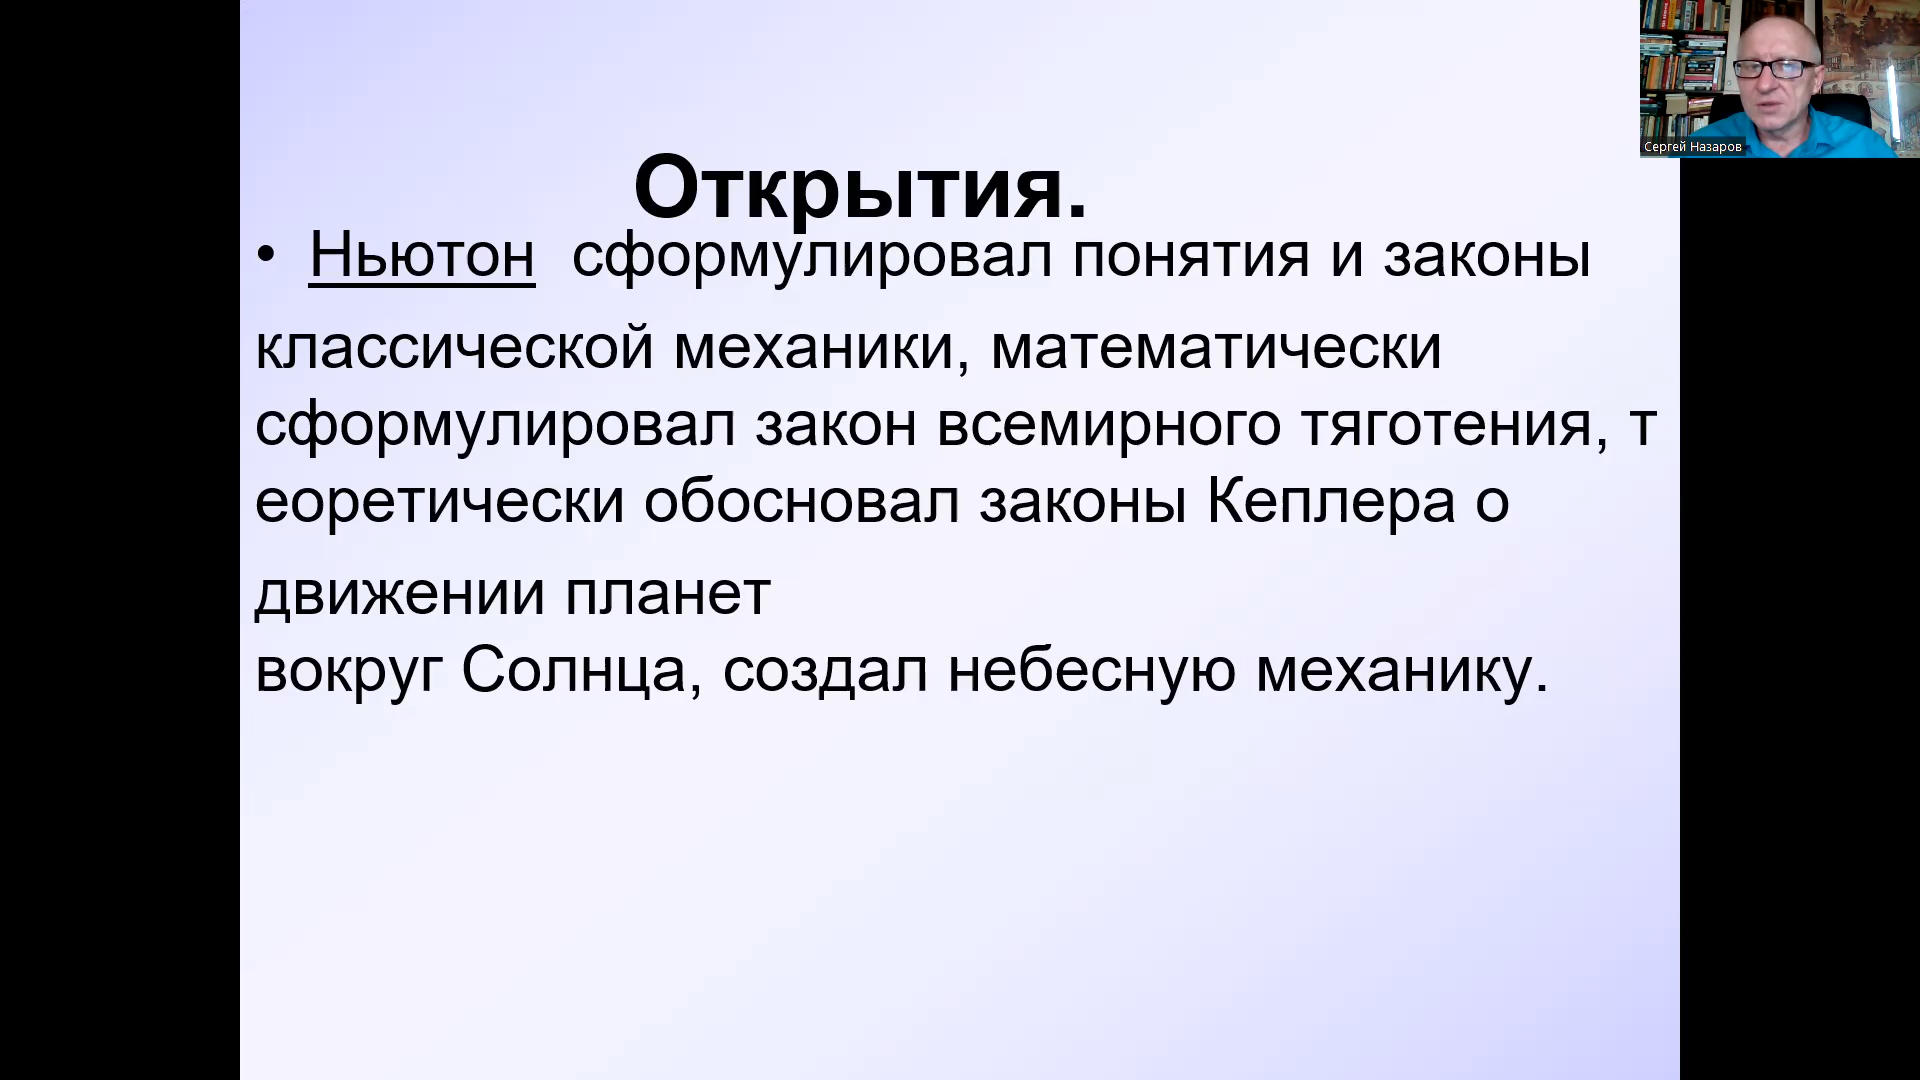 Открытия.
• Ньютон сформулировал понятия и законы
классической механики, математически
сформулировал закон всемирного тяготения, т
еоретически обосновал законы Кеплера о
движении планет
вокруг Солнца, создал небесную механику.
Сергей Назаров